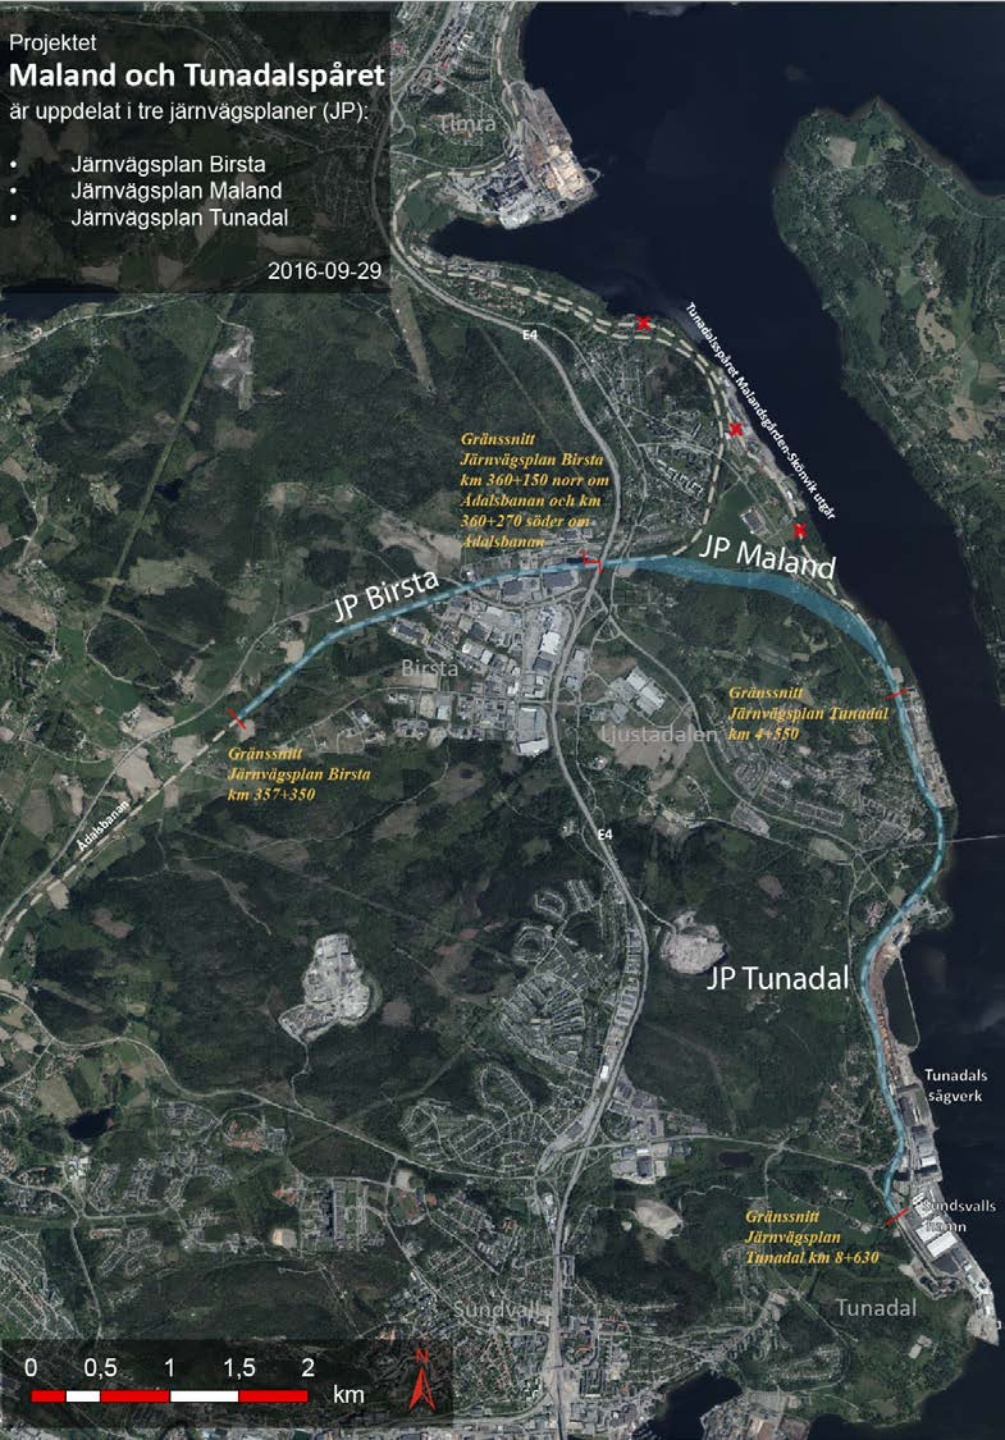 Projektet
Maland och Tunadalspåret
är uppdelat i tre järnvägsplaner (JP):
• Järnvägsplan Birsta
• Järnvägsplan Maland
• Järnvägsplan Tunadal
2016-09-29
Timrå
E4
Tunadalsspåret Malandsgården-Skönvik utgår
Gränssnitt
Järnvägsplan Birsta
km 360+150 norr om
Ådalsbanan och km
360+270 söder om
Ådalsbanan
JP Maland
JP Birsta
Birsta
Gränssnitt
Järnvägsplan Tunadal
km 4+550
Ljustadalen
Gränssnitt
Järnvägsplan Birsta
km 357+350
Ådalsbanan
E4
JP Tunadal
Tunadals
sågverk
Sundsvalls
hamn
Gränssnitt
Järnvägsplan
Tunadal km 8+630
Sundsvall
Tunadal
0 0,5 1 1,5 2
km
N